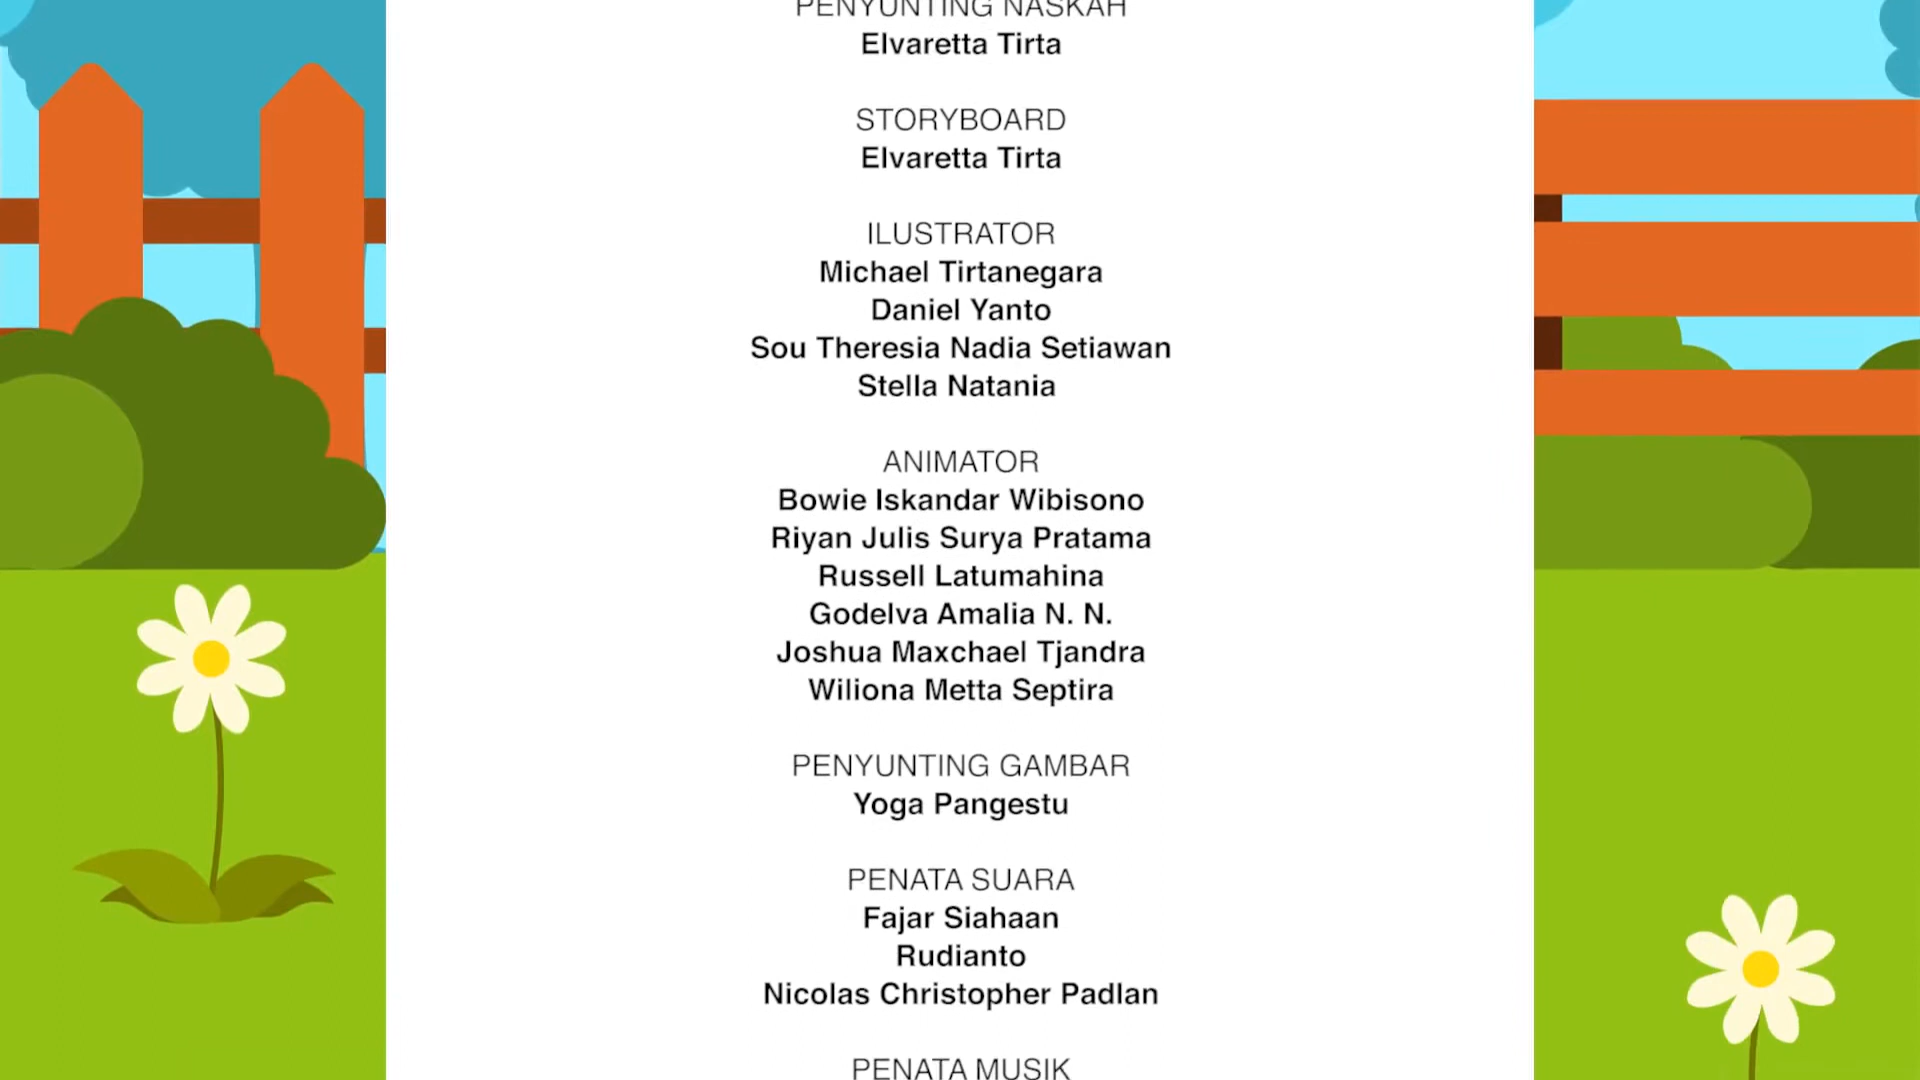 PENYUNTING NASKAH
Elvaretta Tirta
STORYBOARD
Elvaretta Tirta
ILUSTRATOR
Michael Tirtanegara
Daniel Yanto
Sou Theresia Nadia Setiawan
Stella Natania
ANIMATOR
Bowie Iskandar Wibisono
Riyan Julis Surya Pratama
Russell Latumahina
Godelva Amalia N. N.
Joshua Maxchael Tjandra
Wiliona Metta Septira
PENYUNTING GAMBAR
Yoga Pangestu
PENATA SUARA
Fajar Siahaan
Rudianto
Nicolas Christopher Padlan
PENATA MUSIK